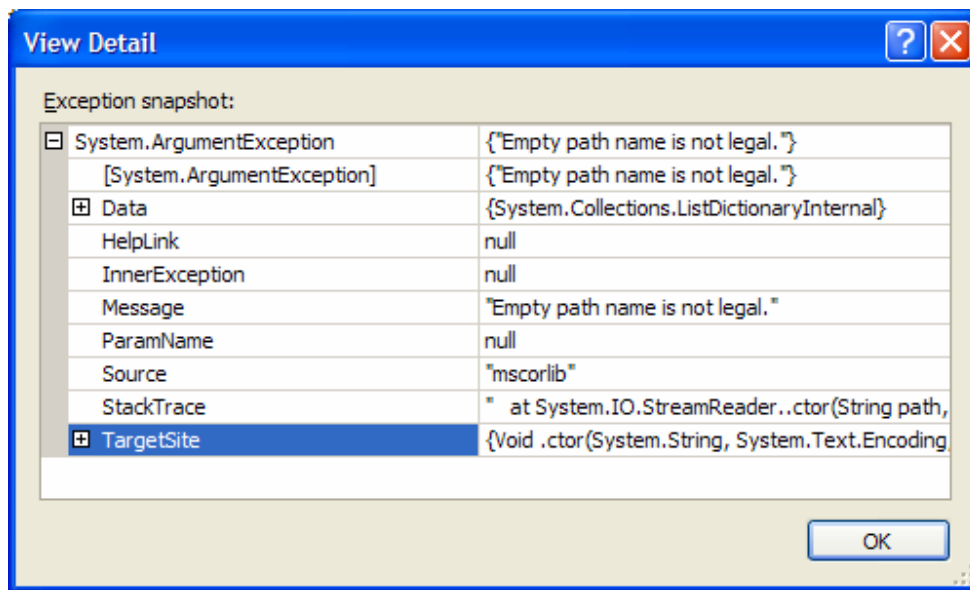 View Detail
Exception snapshot:
System.ArgumentException {"Empty path name is not legal."}
[System.ArgumentException] {"Empty path name is not legal."}
Data {System.Collections.ListDictionaryInternal}
HelpLink null
InnerException null
Message "Empty path name is not legal."
ParamName null
Source "mscorlib"
StackTrace " at System.IO.StreamReader..ctor(String path,
TargetSite {Void .ctor(System.String, System.Text.Encoding,
OK